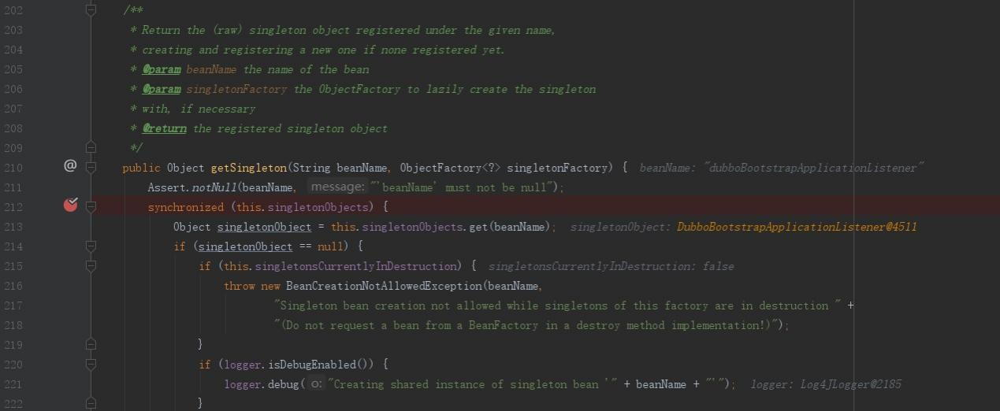 202 /**
203 * Return the (raw) singleton object registered under the given name,
204 * creating and registering a new one if none registered yet.
205 * @param beanName the name of the bean
206 * @param singletonFactory the ObjectFactory to lazily create the singleton
207 * with, if necessary
208 * @return the registered singleton object
209 */
210 @ public Object getSingleton(String beanName, ObjectFactory<?> singletonFactory) { beanName: "dubboBootstrapApplicationListener"
211 Assert.notNull(beanName, message: "'beanName' must not be null");
212 synchronized (this.singletonObjects) {
213 Object singletonObject = this.singletonObjects.get(beanName); singletonObject: DubboBootstrapApplicationListener@4511
214 if (singletonObject == null) {
215 if (this.singletonsCurrentlyInDestruction) { singletonsCurrentlyInDestruction: false
216 throw new BeanCreationNotAllowedException(beanName,
217 "Singleton bean creation not allowed while singletons of this factory are in destruction " +
218 "(Do not request a bean from a BeanFactory in a destroy method implementation!)");
219 }
220 if (logger.isDebugEnabled()) {
221 logger.debug( o: "Creating shared instance of singleton bean '" + beanName + "'"); logger: Log4JLogger@2185
222 }